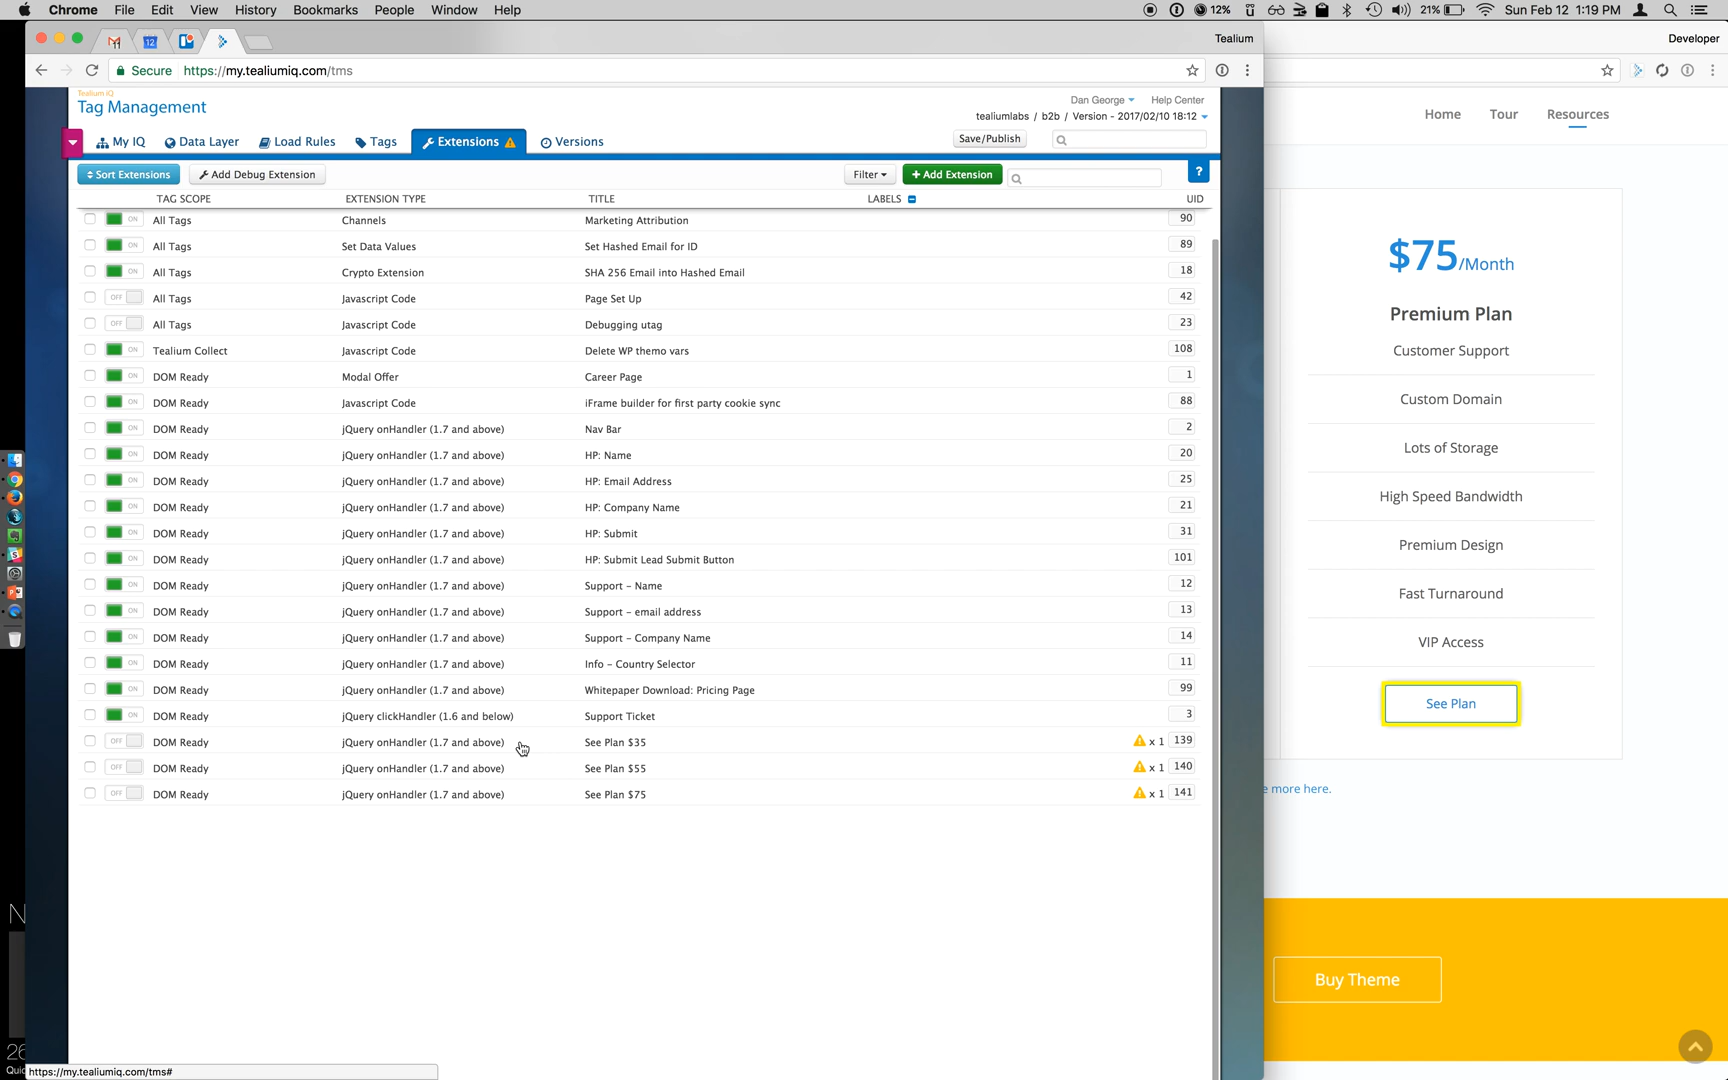 Chrome File Edit View History Bookmarks People Window Help
12% 21% Sun Feb 12 1:19 PM
12 Tealium
Developer
Secure https://my.tealiumiq.com/tms
Tealium iQ
Tag Management
Dan George Help Center
tealiumlabs / b2b / Version - 2017/02/10 18:12
My IQ Data Layer Load Rules Tags Extensions Versions Save/Publish
Sort Extensions Add Debug Extension Filter + Add Extension ?
TAG SCOPE EXTENSION TYPE TITLE LABELS UID
ON All Tags Channels Marketing Attribution 90
ON All Tags Set Data Values Set Hashed Email for ID 89
ON All Tags Crypto Extension SHA 256 Email into Hashed Email 18
OFF All Tags Javascript Code Page Set Up 42
OFF All Tags Javascript Code Debugging utag 23
ON Tealium Collect Javascript Code Delete WP themo vars 108
ON DOM Ready Modal Offer Career Page 1
ON DOM Ready Javascript Code iFrame builder for first party cookie sync 88
ON DOM Ready jQuery onHandler (1.7 and above) Nav Bar 2
ON DOM Ready jQuery onHandler (1.7 and above) HP: Name 20
ON DOM Ready jQuery onHandler (1.7 and above) HP: Email Address 25
ON DOM Ready jQuery onHandler (1.7 and above) HP: Company Name 21
ON DOM Ready jQuery onHandler (1.7 and above) HP: Submit 31
ON DOM Ready jQuery onHandler (1.7 and above) HP: Submit Lead Submit Button 101
ON DOM Ready jQuery onHandler (1.7 and above) Support - Name 12
ON DOM Ready jQuery onHandler (1.7 and above) Support - email address 13
ON DOM Ready jQuery onHandler (1.7 and above) Support - Company Name 14
ON DOM Ready jQuery onHandler (1.7 and above) Info - Country Selector 11
ON DOM Ready jQuery onHandler (1.7 and above) Whitepaper Download: Pricing Page 99
ON DOM Ready jQuery clickHandler (1.6 and below) Support Ticket 3
OFF DOM Ready jQuery onHandler (1.7 and above) See Plan $35 x 1 139
OFF DOM Ready jQuery onHandler (1.7 and above) See Plan $55 x 1 140
OFF DOM Ready jQuery onHandler (1.7 and above) See Plan $75 x 1 141
https://my.tealiumiq.com/tms#
Home Tour Resources
$75/Month
Premium Plan
Customer Support
Custom Domain
Lots of Storage
High Speed Bandwidth
Premium Design
Fast Turnaround
VIP Access
See Plan
more here.
Buy Theme